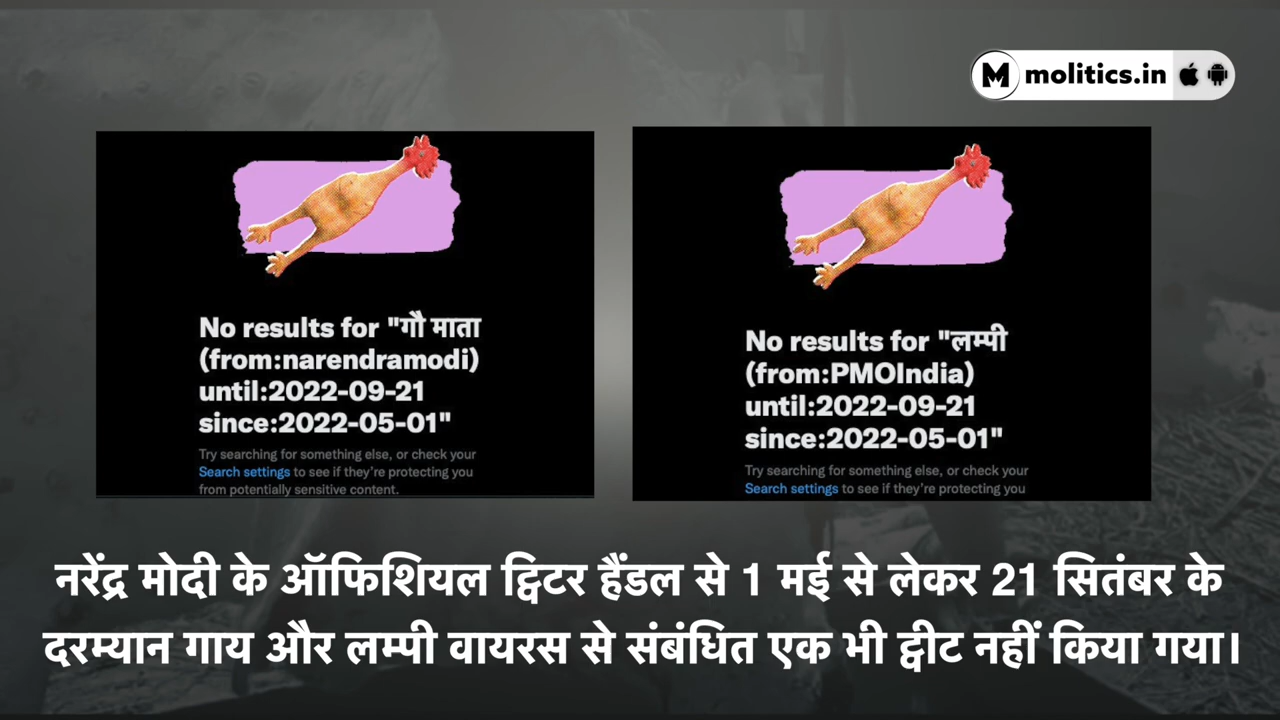 molitics.in
No results for "गौ माता
(from:narendramodi)
until:2022-09-21
since:2022-05-01"
Try searching for something else, or check your
Search settings to see if they're protecting you
from potentially sensitive content.
No results for "लम्पी
(from:PMOIndia)
until:2022-09-21
since:2022-05-01"
Try searching for something else, or check your
Search settings to see if they're protecting you
नरेंद्र मोदी के ऑफिशियल ट्विटर हैंडल से 1 मई से लेकर 21 सितंबर के
दरम्यान गाय और लम्पी वायरस से संबंधित एक भी ट्वीट नहीं किया गया।